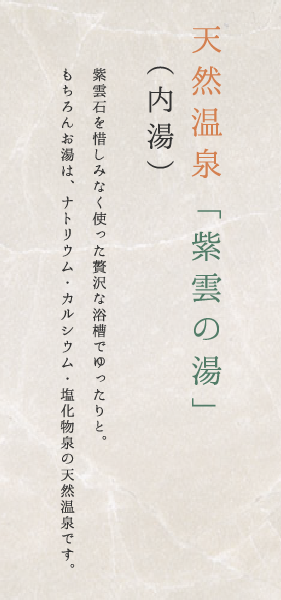 天然温泉「紫雲の湯」
（内湯）
紫雲石を惜しみなく使った贅沢な浴槽でゆったりと。
もちろんお湯は、ナトリウム・カルシウム・塩化物泉の天然温泉です。